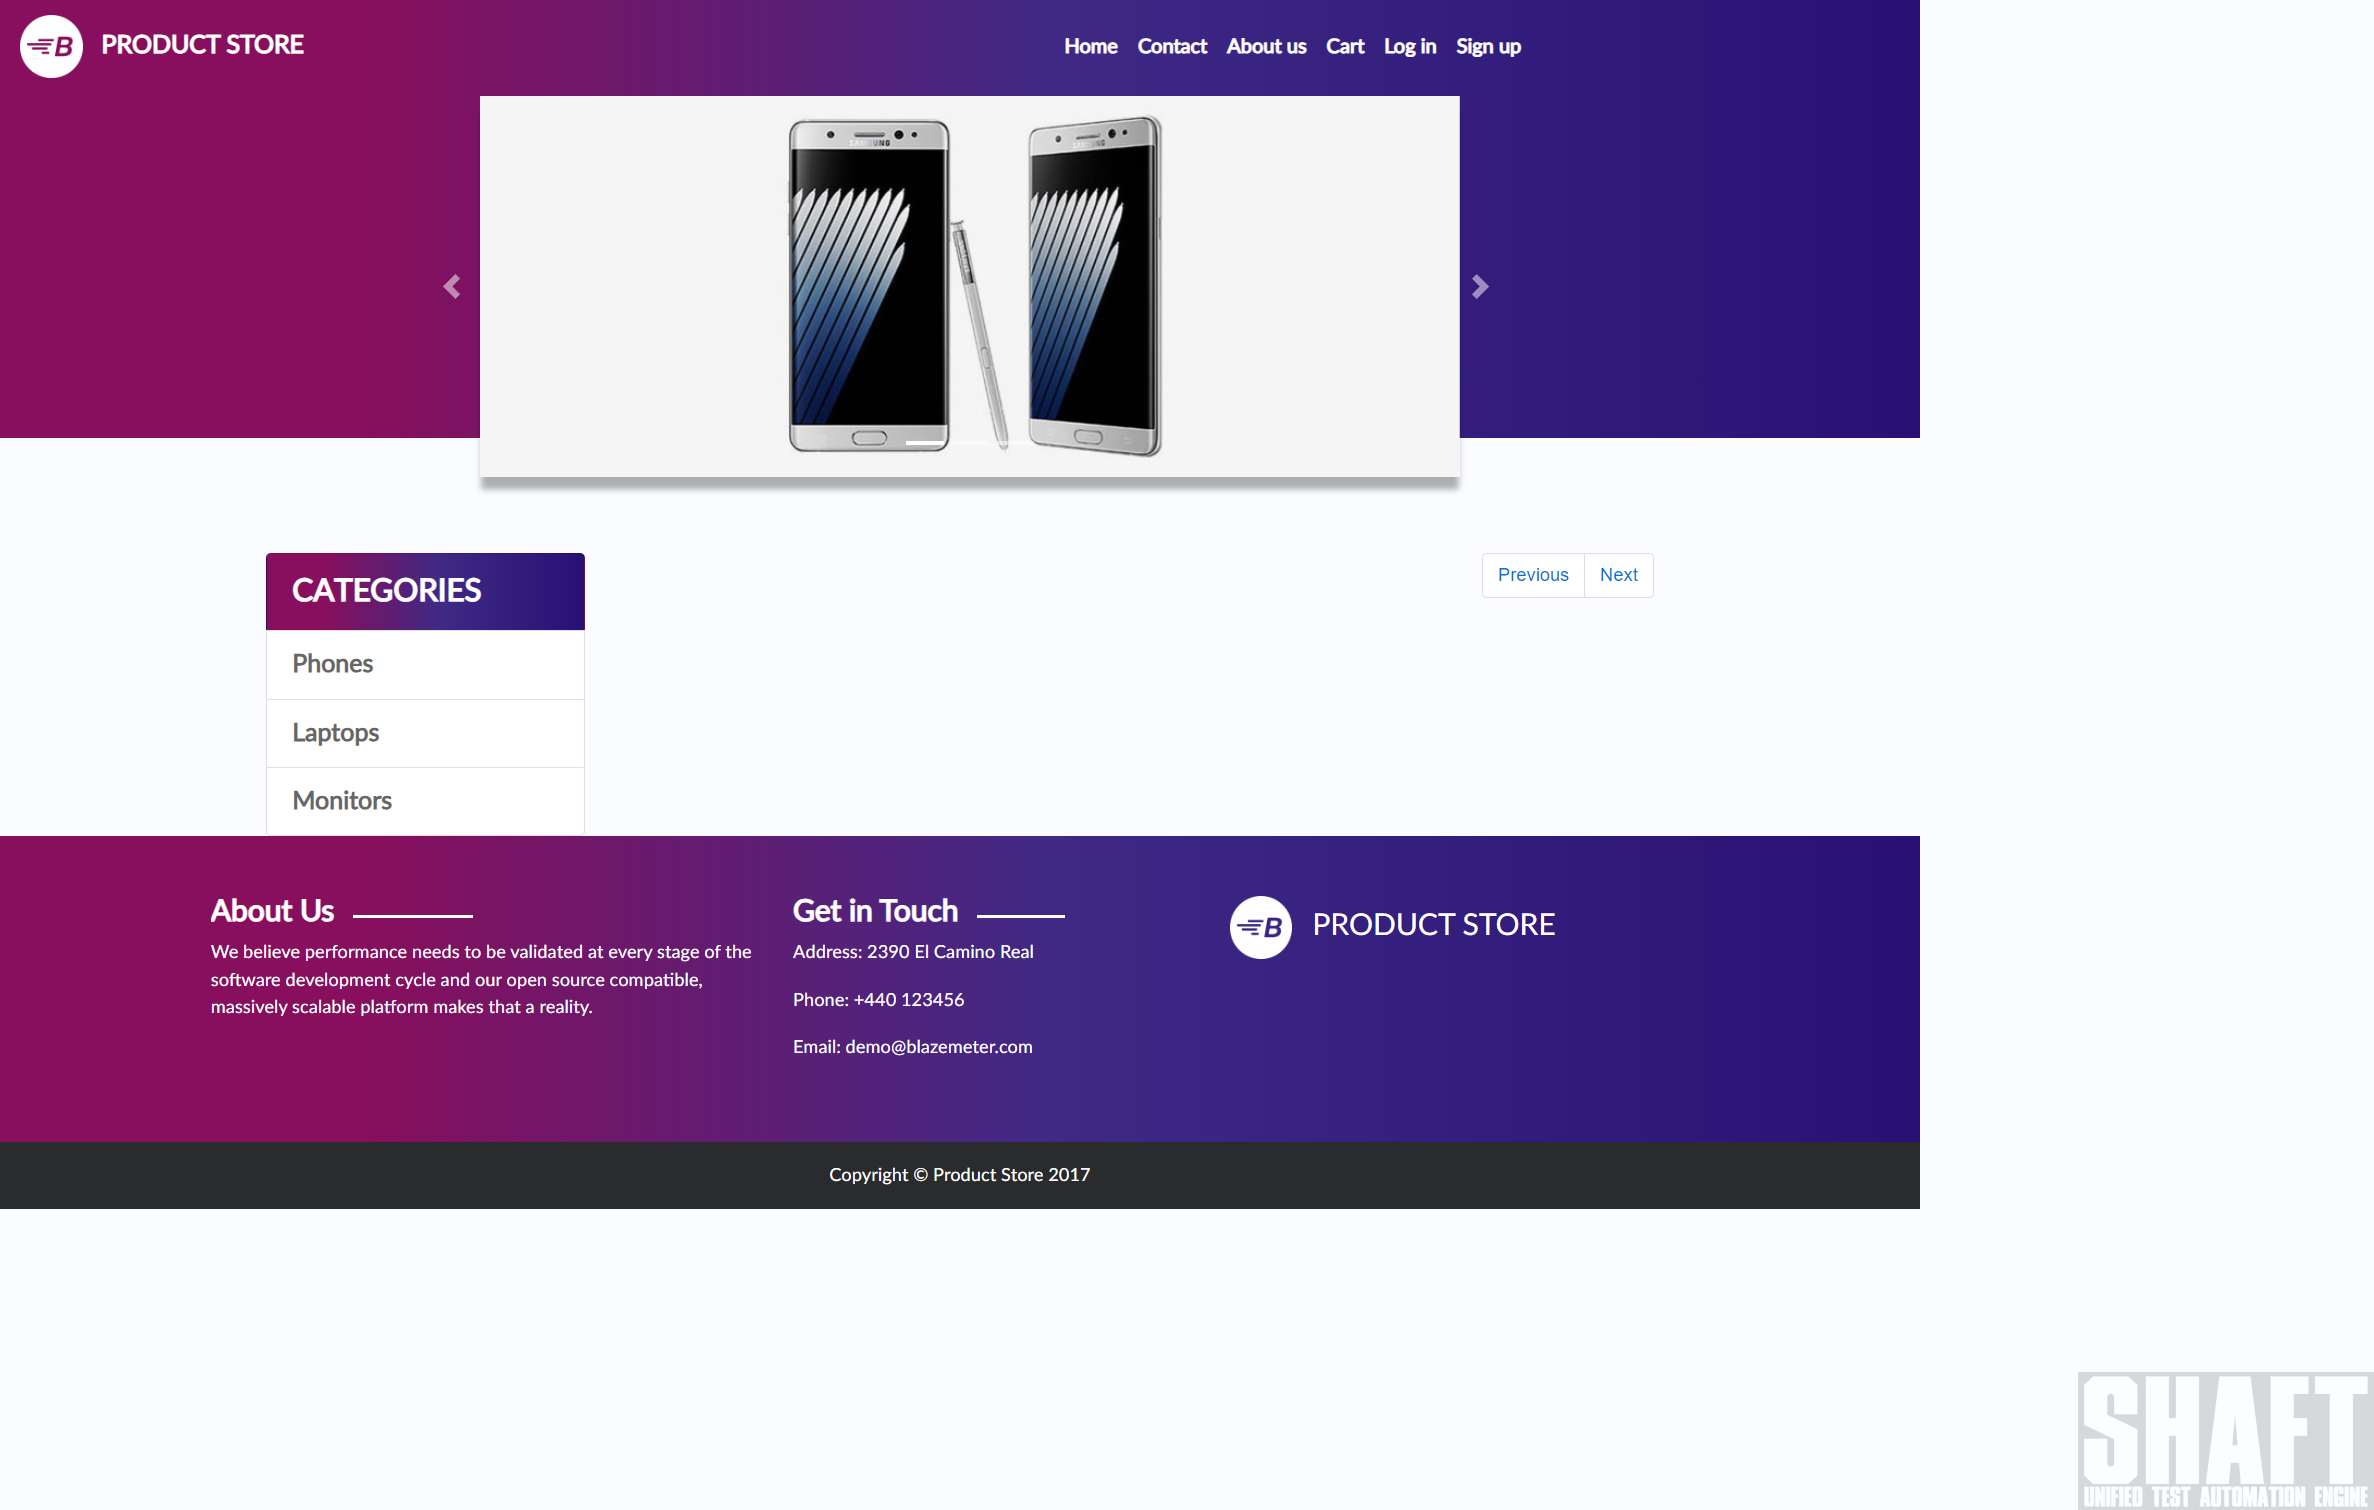 B PRODUCT STORE
Home Contact About us Cart Log in Sign up
SAMSUNG SAMSUNG
CATEGORIES
Previous Next
Phones
Laptops
Monitors
About Us
We believe performance needs to be validated at every stage of the
software development cycle and our open source compatible,
massively scalable platform makes that a reality.
Get in Touch
Address: 2390 El Camino Real
Phone: +440 123456
Email: demo@blazemeter.com
B PRODUCT STORE
Copyright © Product Store 2017
SHAFT
UNIFIED TEST AUTOMATION ENGINE